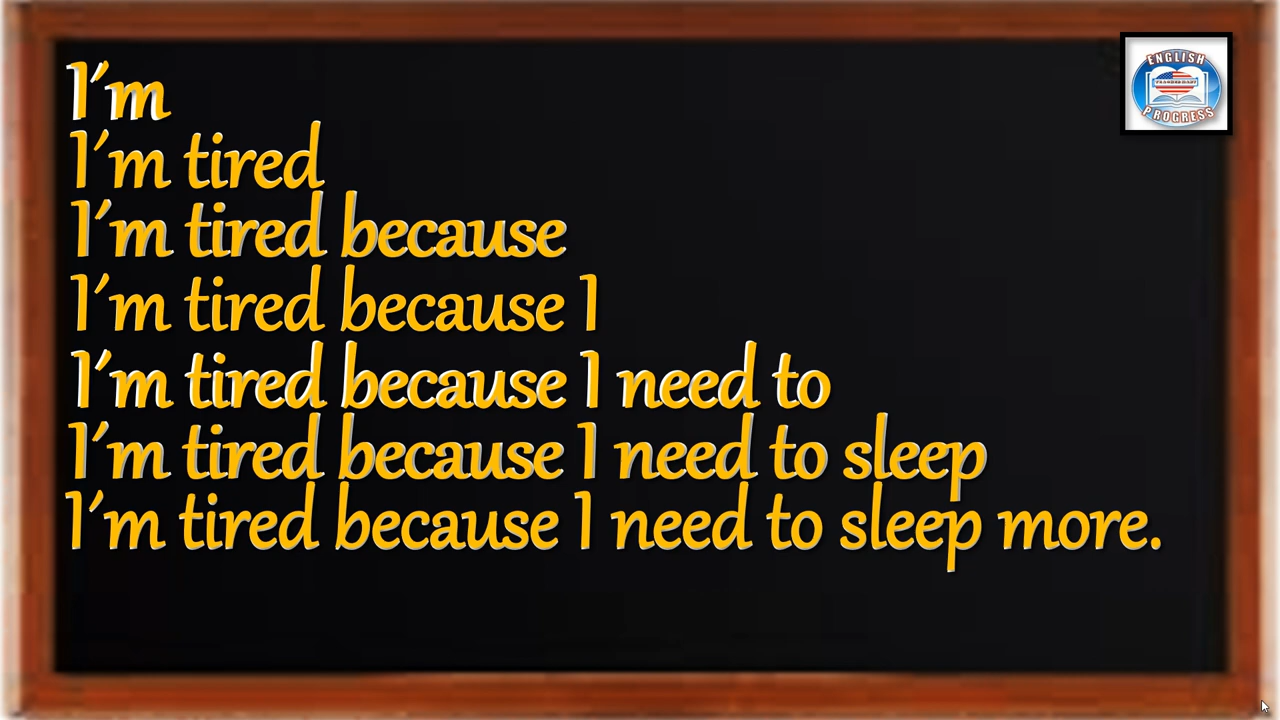 I'm
I'm tired
I'm tired because
I'm tired because I
I'm tired because I need to
I'm tired because I need to sleep
I'm tired because I need to sleep more.
ENGLISH
PROGRESS